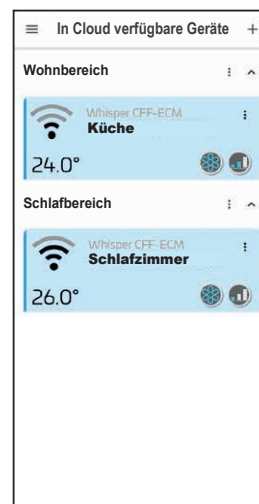 In Cloud verfügbare Geräte
Wohnbereich
Whisper CFF-ECM
Küche
24.0°
Schlafbereich
Whisper CFF-ECM
Schlafzimmer
26.0°